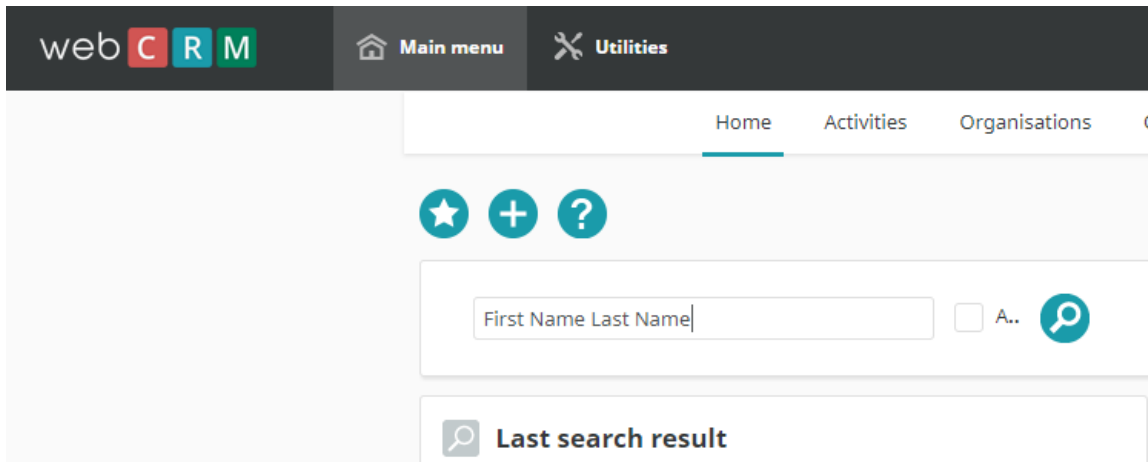 web C R M Main menu Utilities
Home Activities Organisations
First Name Last Name A..
Last search result